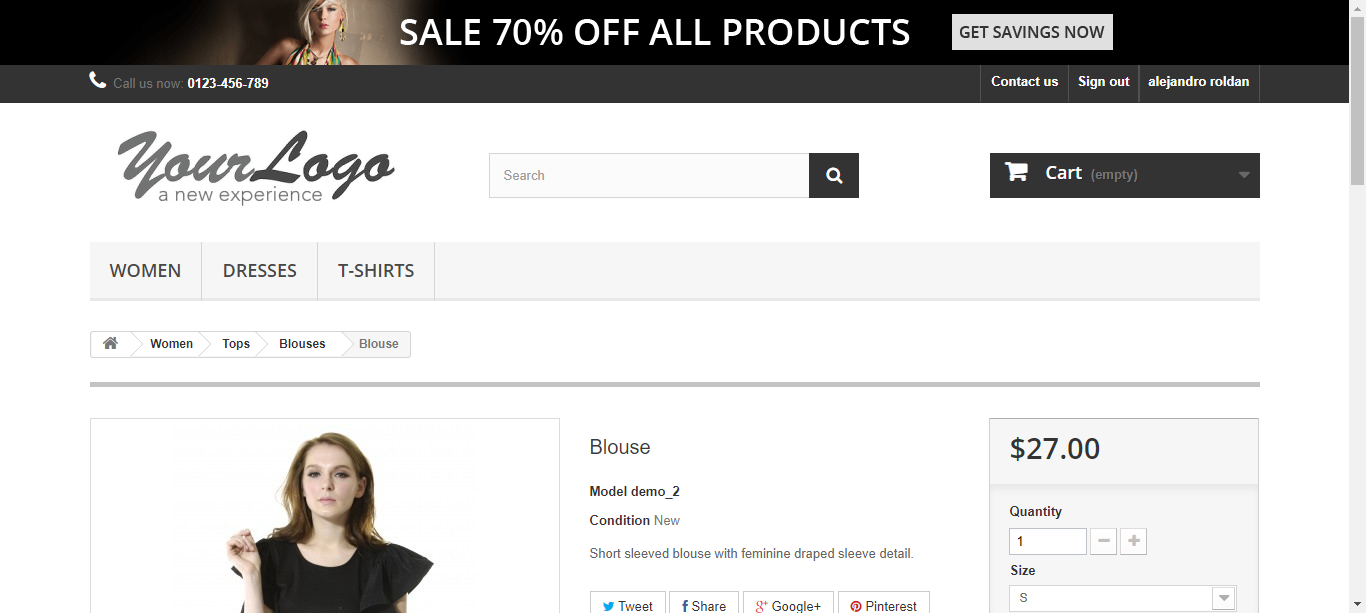 SALE 70% OFF ALL PRODUCTS GET SAVINGS NOW
Call us now: 0123-456-789 Contact us Sign out alejandro roldan
Your Logo
a new experience
Search
Cart (empty)
WOMEN DRESSES T-SHIRTS
Women Tops Blouses Blouse
Blouse
Model demo_2
Condition New
Short sleeved blouse with feminine draped sleeve detail.
Tweet Share Google+ Pinterest
$27.00
Quantity
1
Size
S